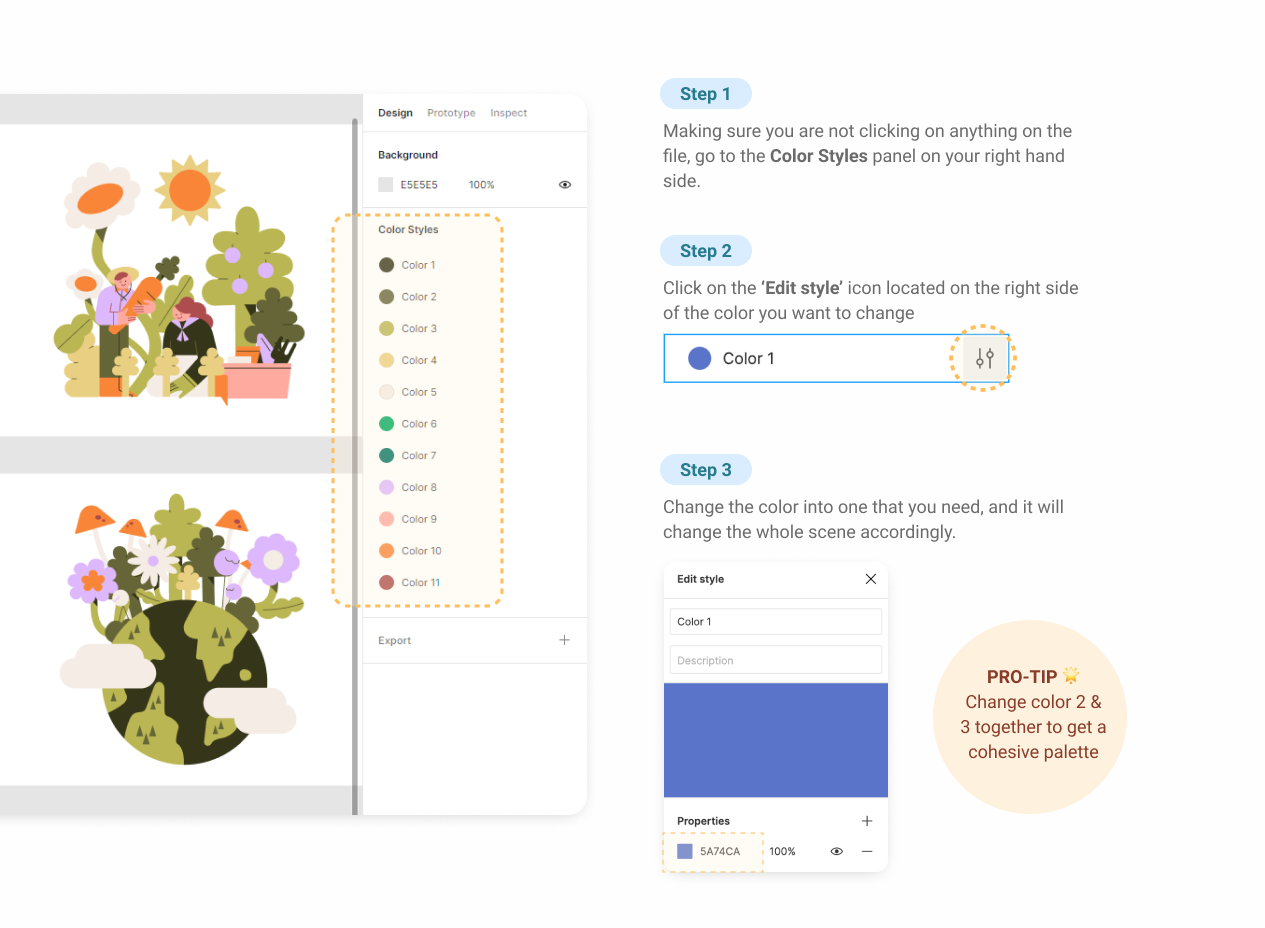 Design Prototype Inspect
Background
E5E5E5 100%
Color Styles
Color 1
Color 2
Color 3
Color 4
Color 5
Color 6
Color 7
Color 8
Color 9
Color 10
Color 11
Export
Step 1
Making sure you are not clicking on anything on the
file, go to the Color Styles panel on your right hand
side.
Step 2
Click on the ‘Edit style’ icon located on the right side
of the color you want to change
Color 1
Step 3
Change the color into one that you need, and it will
change the whole scene accordingly.
Edit style
Color 1
Description
Properties
5A74CA 100%
PRO-TIP 🌟
Change color 2 &
3 together to get a
cohesive palette